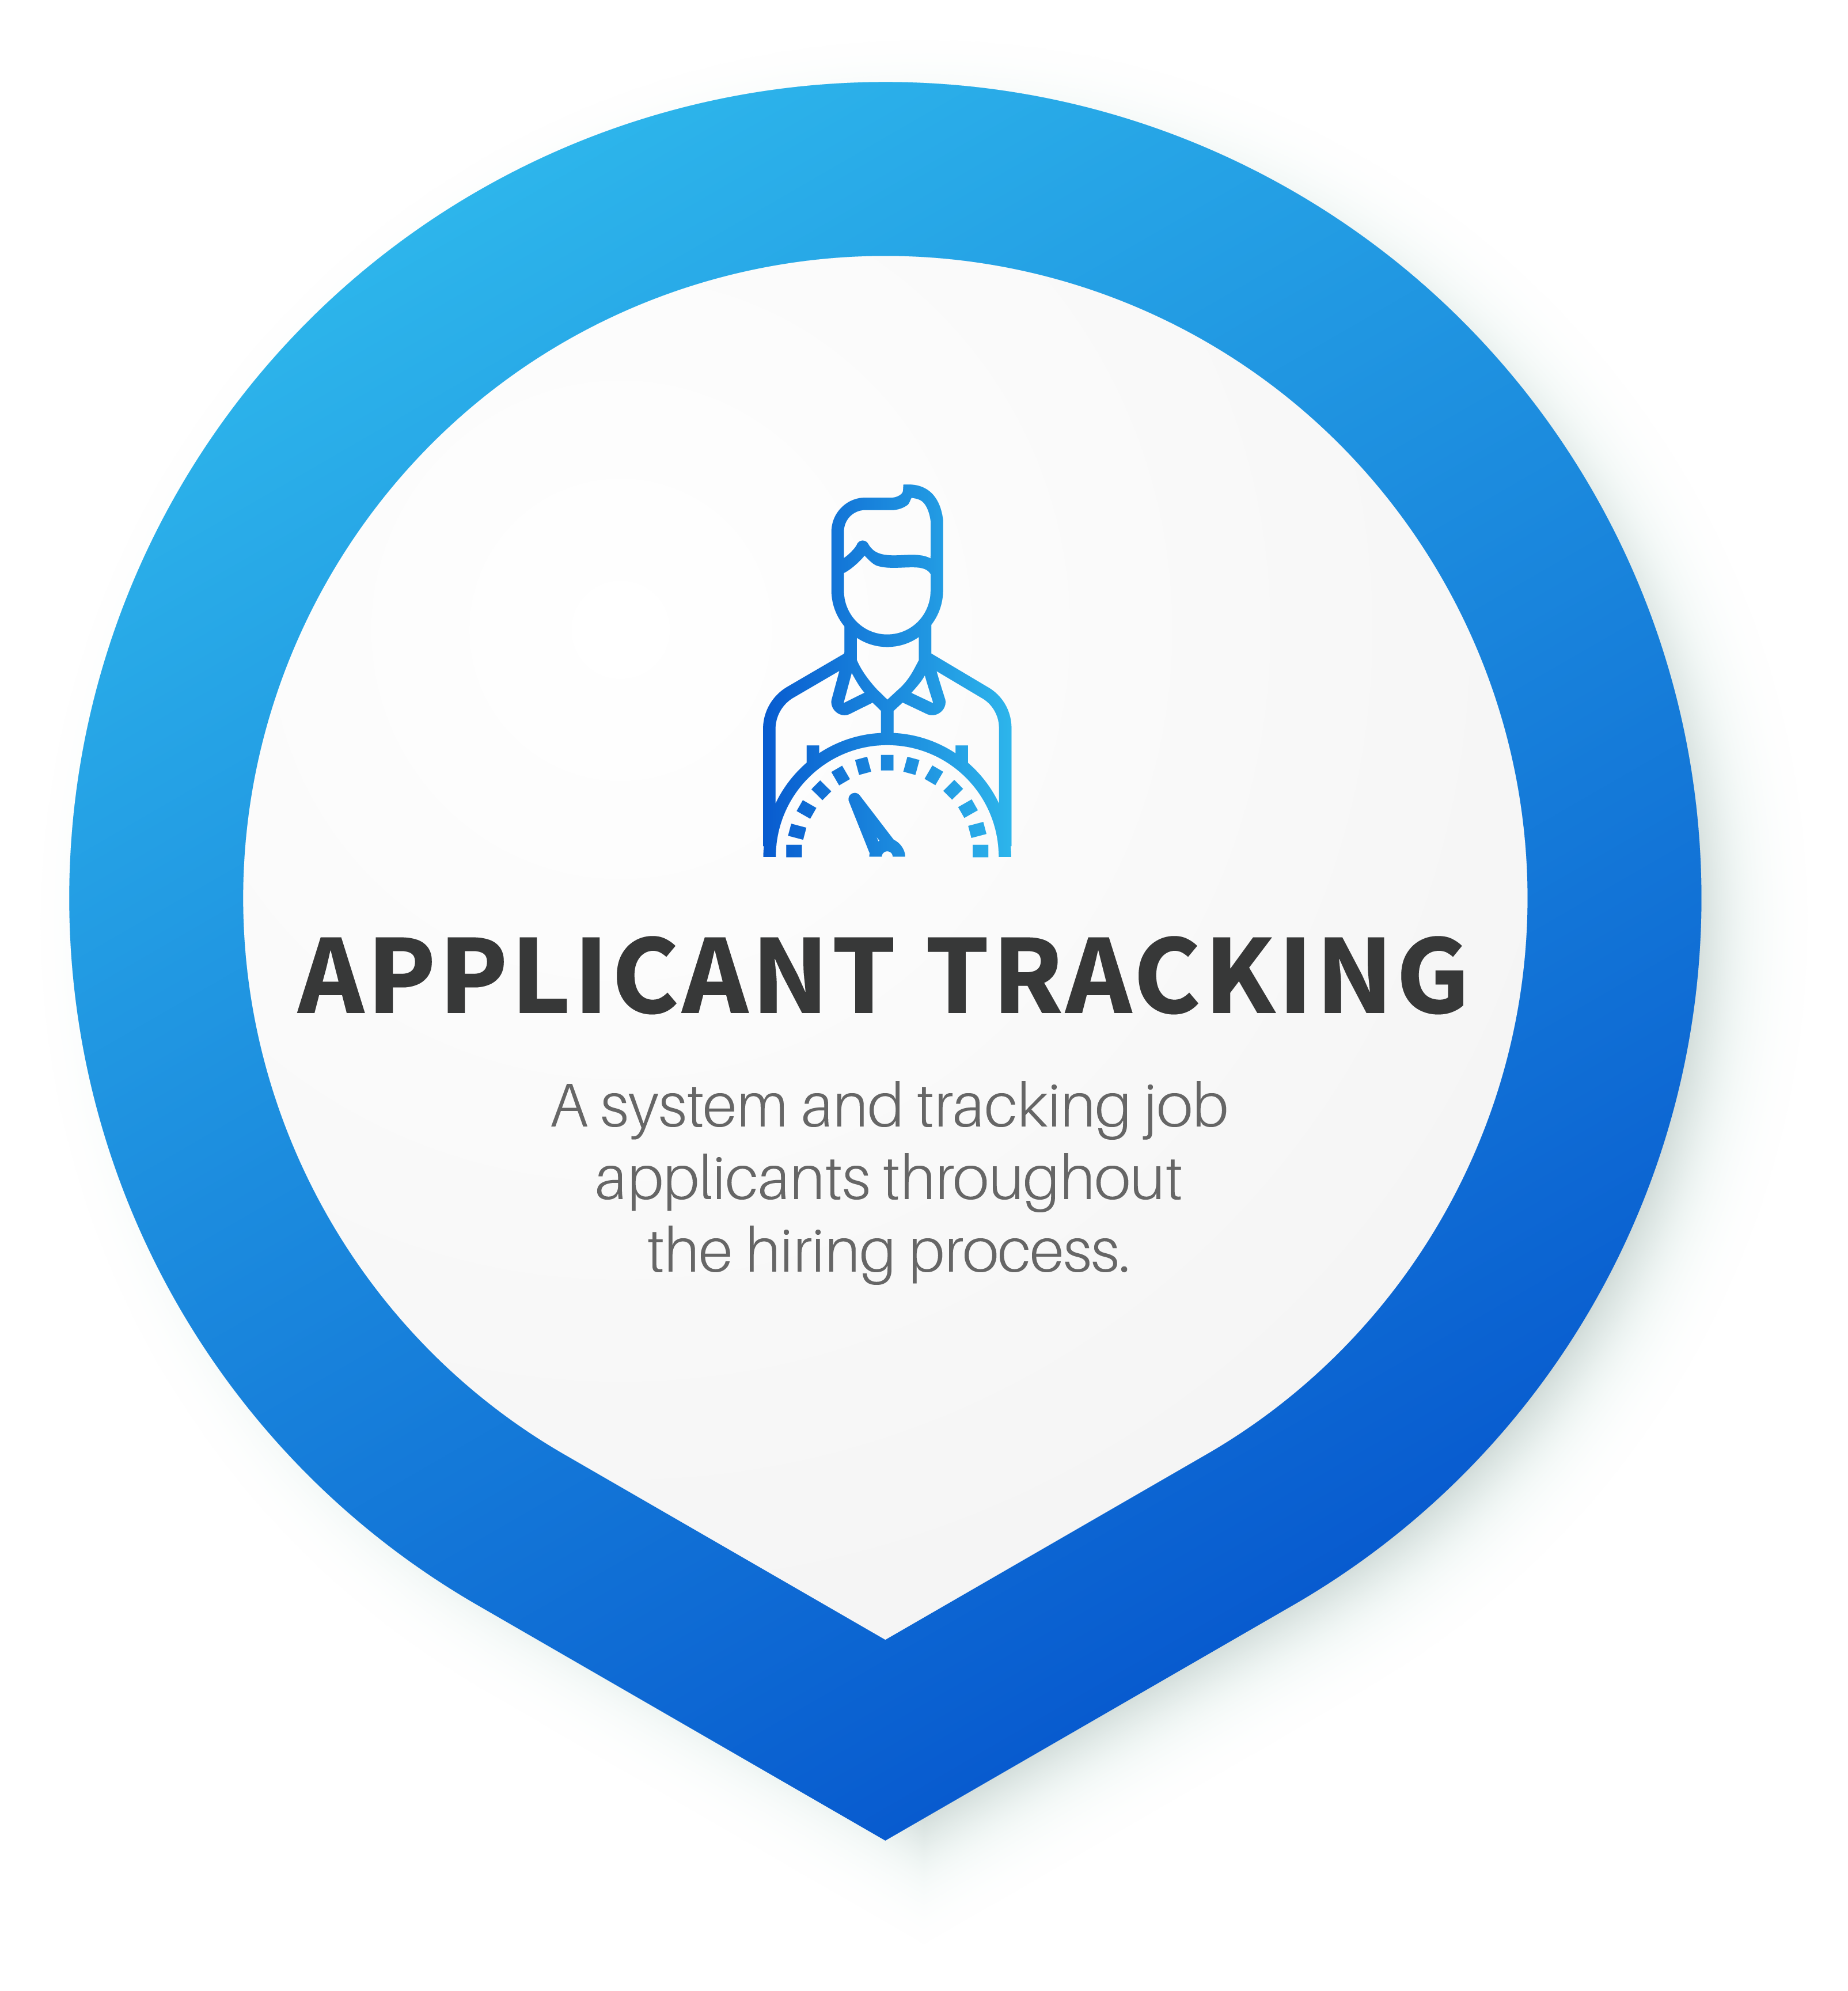 APPLICANT TRACKING
A system and tracking job
applicants throughout
the hiring process.